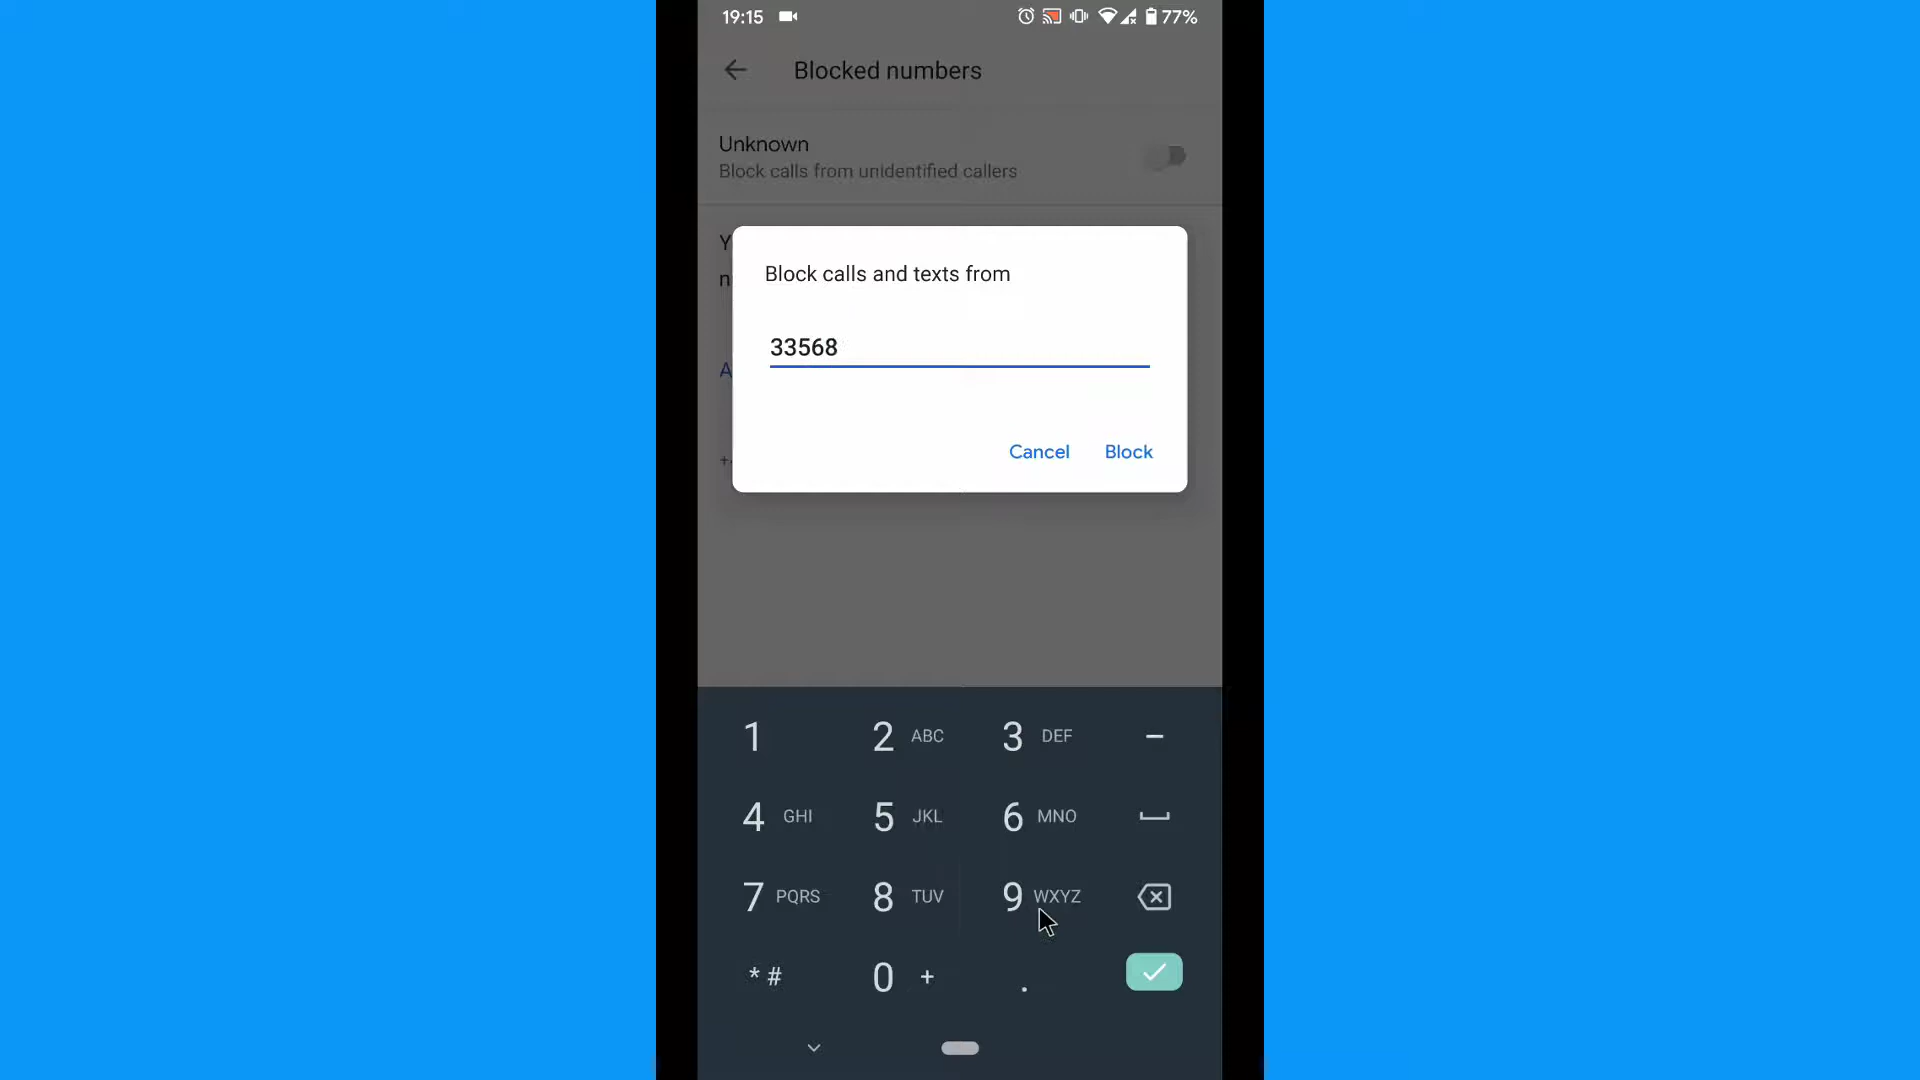 19:15 77%
Blocked numbers
Unknown
Block calls from unidentified callers
Y
n
Block calls and texts from
33568
A
Cancel Block
+
1 2 ABC 3 DEF –
4 GHI 5 JKL 6 MNO
7 PQRS 8 TUV 9 WXYZ
* # 0 + .